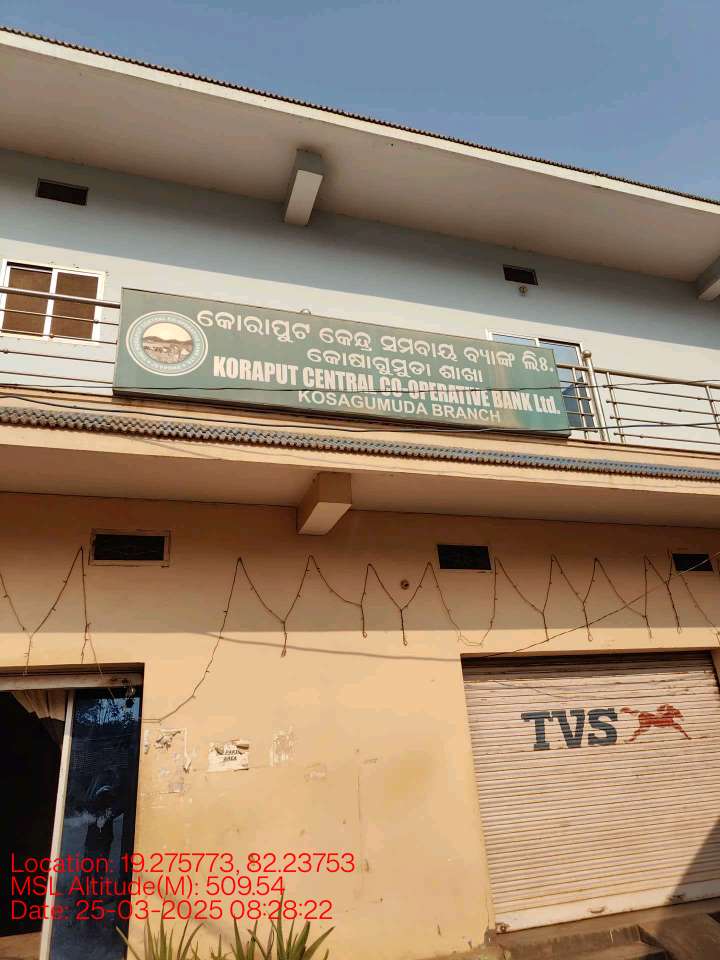 କୋରାପୁଟ କେନ୍ଦ୍ର ସମବାୟ ବ୍ୟାଙ୍କ ଲିଃ.
କୋଷାଗୁମୁଡା ଶାଖା
KORAPUT CENTRAL CO-OPERATIVE BANK Ltd.
KOSAGUMUDA BRANCH
TVS
Location: 19.275773, 82.23753
MSL Altitude(M): 509.54
Date: 25-03-2025 08:28:22